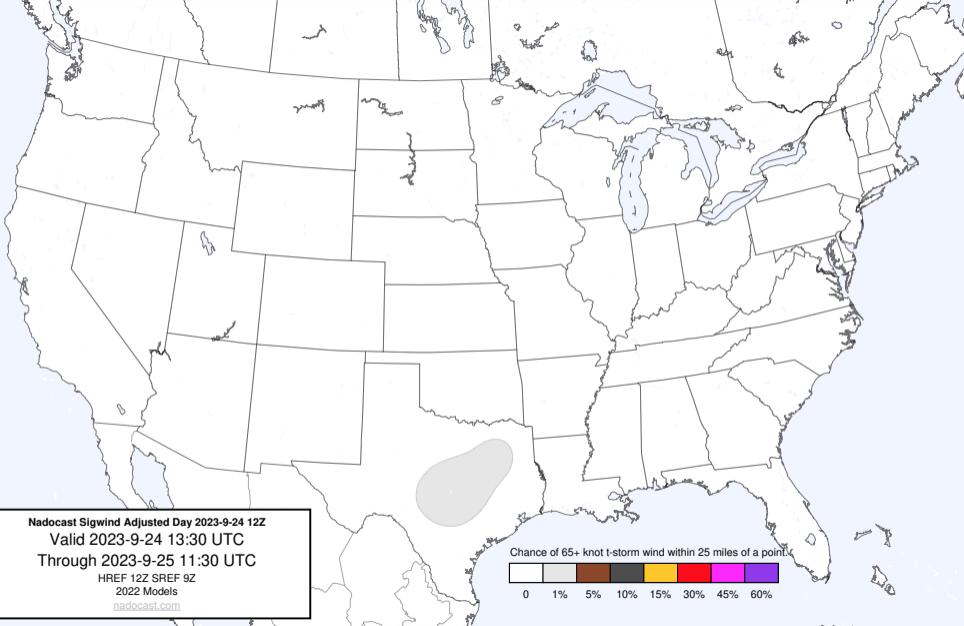 Nadocast Sigwind Adjusted Day 2023-9-24 12Z
Valid 2023-9-24 13:30 UTC
Through 2023-9-25 11:30 UTC
HREF 12Z SREF 9Z
2022 Models
nadocast.com
Chance of 65+ knot t-storm wind within 25 miles of a point.
0 1% 5% 10% 15% 30% 45% 60%